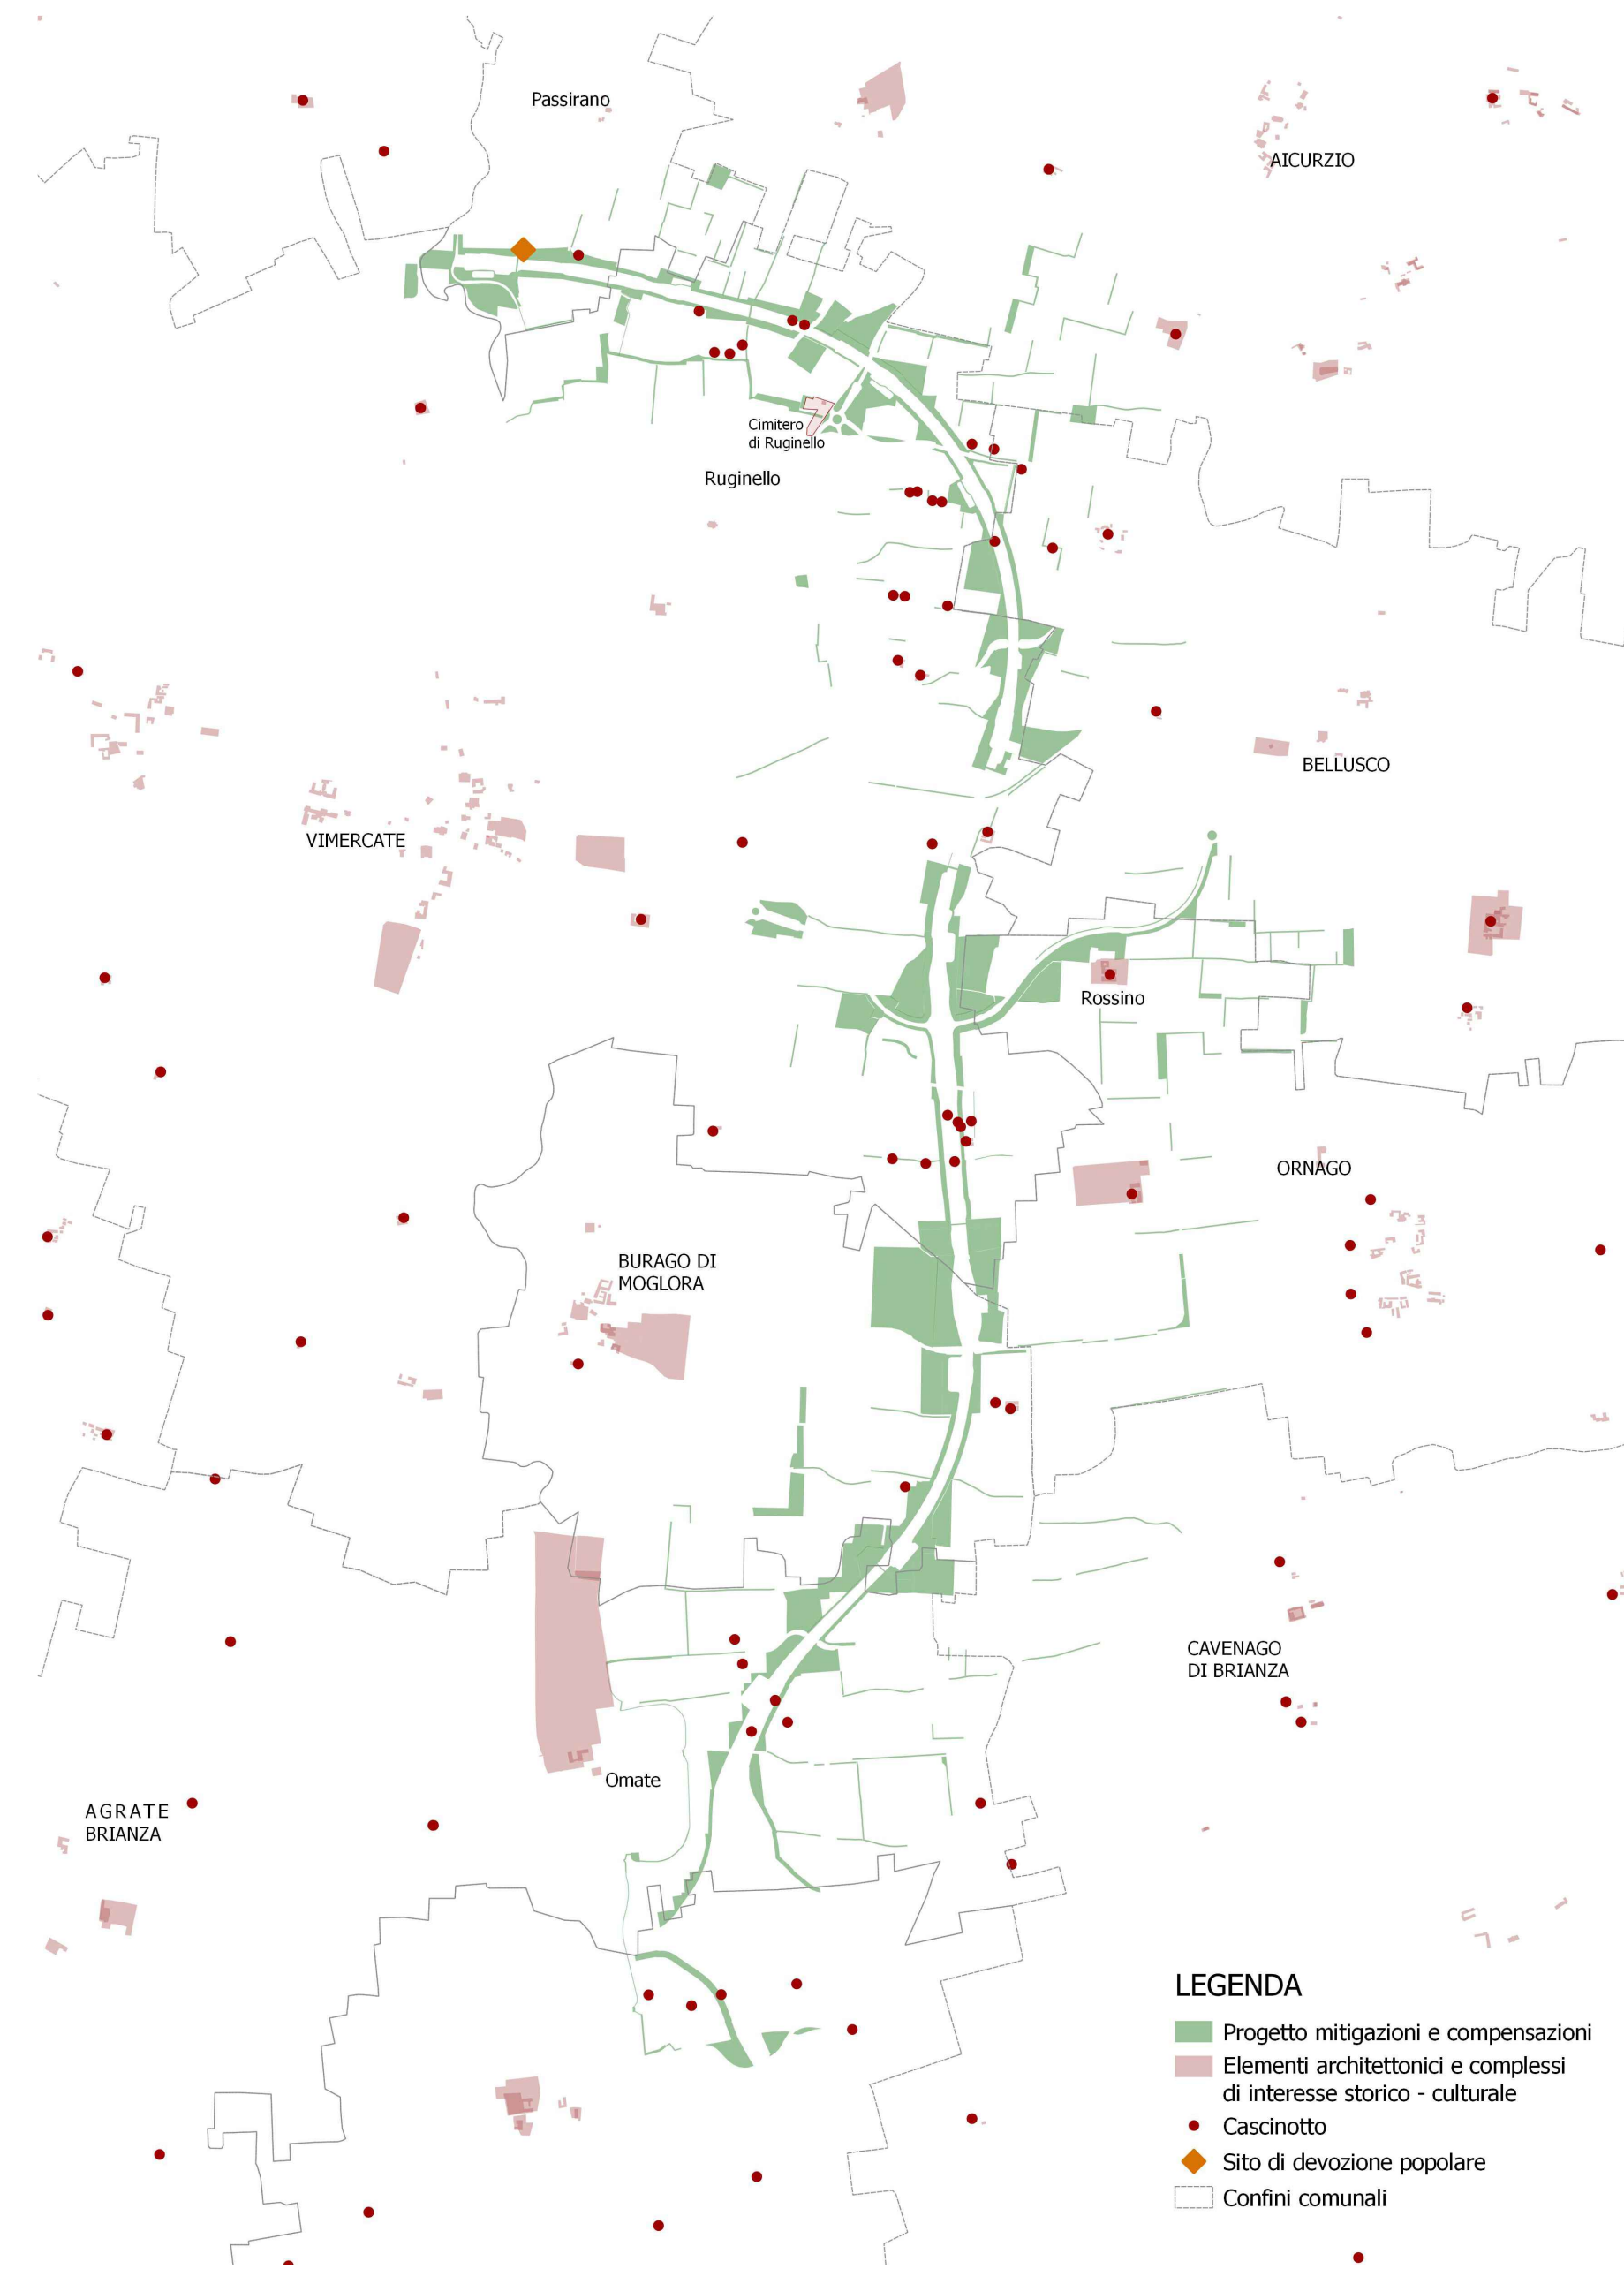 Passirano
AICURZIO
Cimitero
di Ruginello
Ruginello
BELLUSCO
VIMERCATE
Rossino
ORNAGO
BURAGO DI
MOGLORA
CAVENAGO
DI BRIANZA
Omate
AGRATE
BRIANZA
LEGENDA
Progetto mitigazioni e compensazioni
Elementi architettonici e complessi
di interesse storico - culturale
Cascinotto
Sito di devozione popolare
Confini comunali